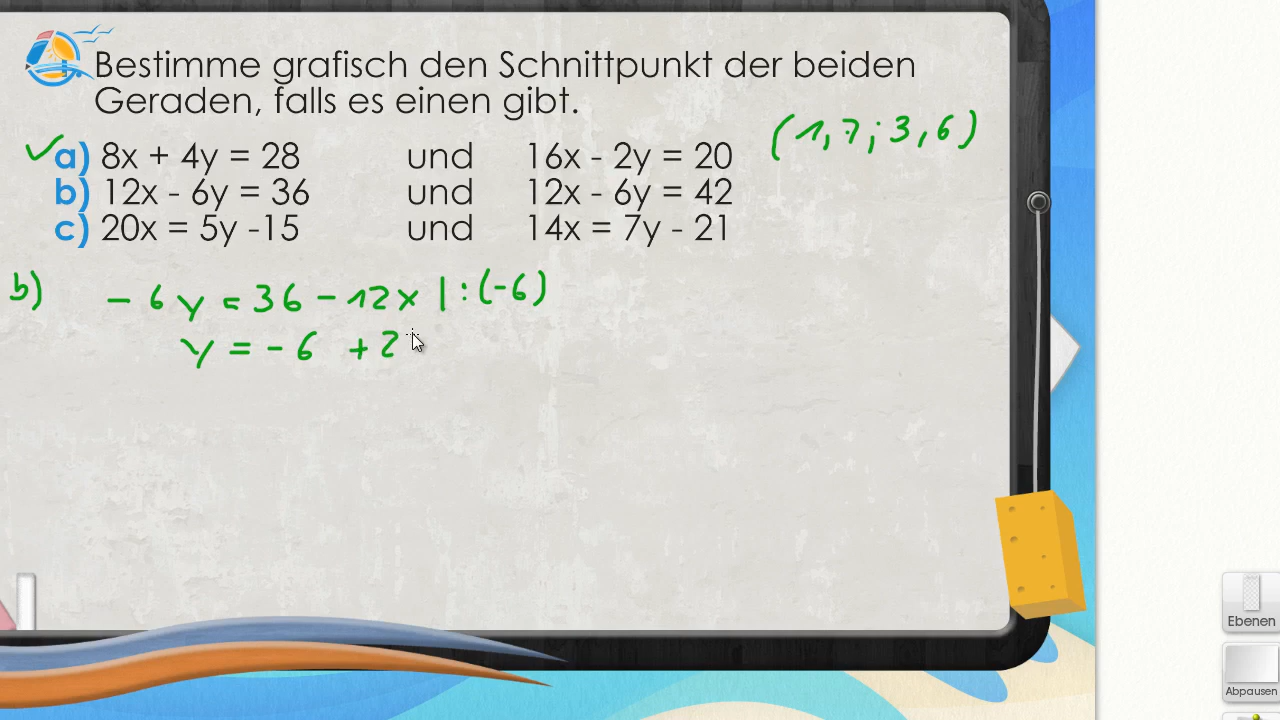 1. Bestimme grafisch den Schnittpunkt der beiden
Geraden, falls es einen gibt.
(1,7; 3,6)
a) 8x + 4y = 28 und 16x - 2y = 20
b) 12x - 6y = 36 und 12x - 6y = 42
c) 20x = 5y -15 und 14x = 7y - 21
b) - 6y = 36 - 12x | : (-6)
y = - 6 + 2
Ebenen
Abpausen